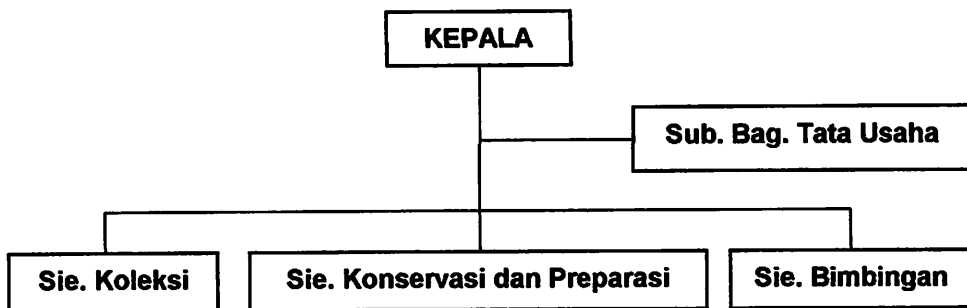 KEPALA
Sub. Bag. Tata Usaha
Sie. Koleksi
Sie. Konservasi dan Preparasi
Sie. Bimbingan